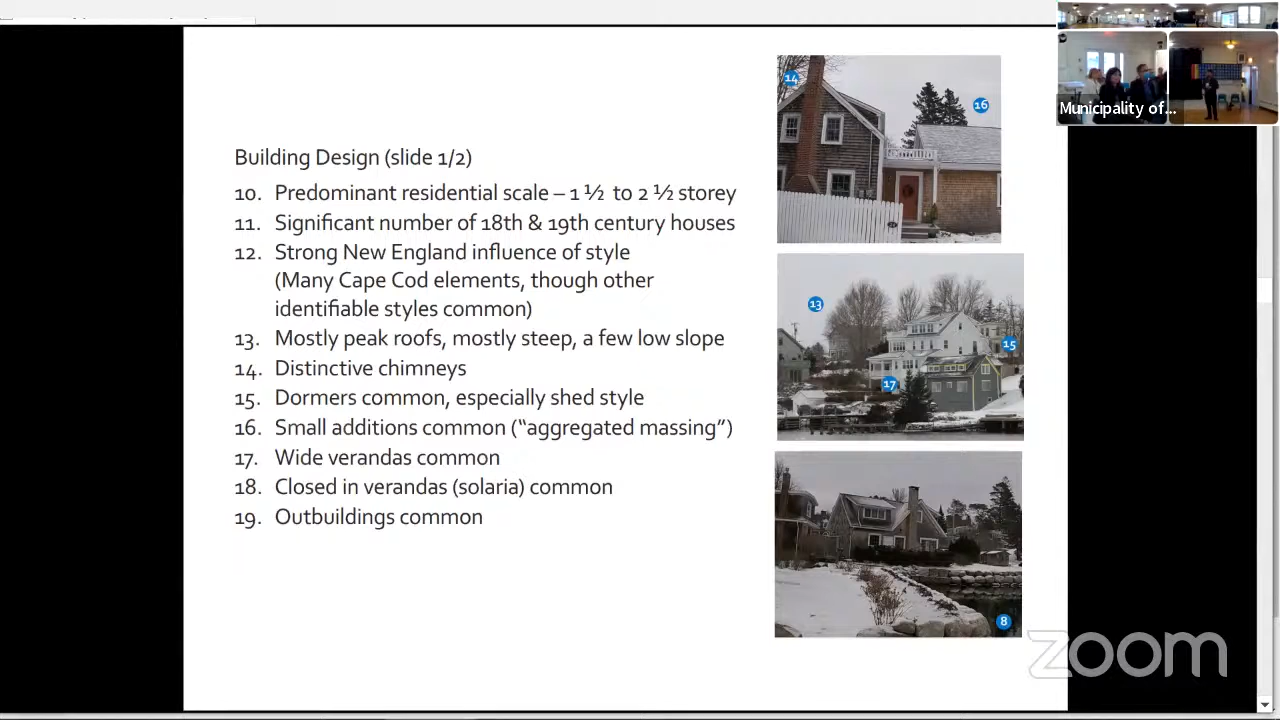 Building Design (slide 1/2)
10. Predominant residential scale – 1 ½ to 2 ½ storey
11. Significant number of 18th & 19th century houses
12. Strong New England influence of style
(Many Cape Cod elements, though other
identifiable styles common)
13. Mostly peak roofs, mostly steep, a few low slope
14. Distinctive chimneys
15. Dormers common, especially shed style
16. Small additions common (“aggregated massing”)
17. Wide verandas common
18. Closed in verandas (solaria) common
19. Outbuildings common
14
16
13
15
17
8
Municipality of...
zoom